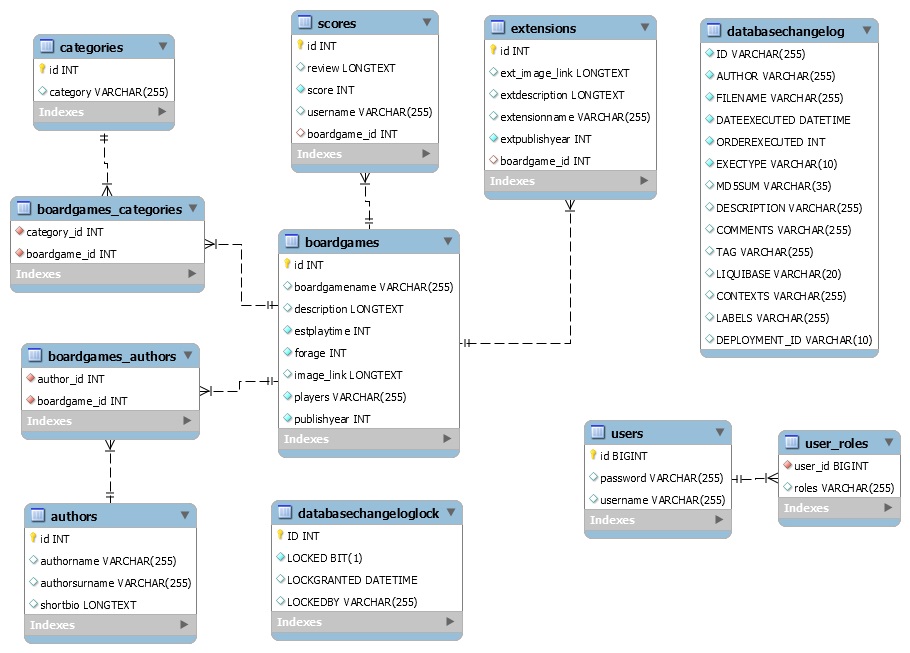 categories
id INT
category VARCHAR(255)
Indexes
scores
id INT
review LONGTEXT
score INT
username VARCHAR(255)
boardgame_id INT
Indexes
extensions
id INT
ext_image_link LONGTEXT
extdescription LONGTEXT
extensionname VARCHAR(255)
extpublishyear INT
boardgame_id INT
Indexes
databasechangelog
ID VARCHAR(255)
AUTHOR VARCHAR(255)
FILENAME VARCHAR(255)
DATEEXECUTED DATETIME
ORDEREXECUTED INT
EXECTYPE VARCHAR(10)
MD5SUM VARCHAR(35)
DESCRIPTION VARCHAR(255)
COMMENTS VARCHAR(255)
TAG VARCHAR(255)
LIQUIBASE VARCHAR(20)
CONTEXTS VARCHAR(255)
LABELS VARCHAR(255)
DEPLOYMENT_ID VARCHAR(10)
boardgames_categories
category_id INT
boardgame_id INT
Indexes
boardgames
id INT
boardgamename VARCHAR(255)
description LONGTEXT
estplaytime INT
forage INT
image_link LONGTEXT
players VARCHAR(255)
publishyear INT
Indexes
boardgames_authors
author_id INT
boardgame_id INT
Indexes
users
id BIGINT
password VARCHAR(255)
username VARCHAR(255)
Indexes
user_roles
user_id BIGINT
roles VARCHAR(255)
Indexes
authors
id INT
authorname VARCHAR(255)
authorsurname VARCHAR(255)
shortbio LONGTEXT
Indexes
databasechangeloglock
ID INT
LOCKED BIT(1)
LOCKGRANTED DATETIME
LOCKEDBY VARCHAR(255)
Indexes